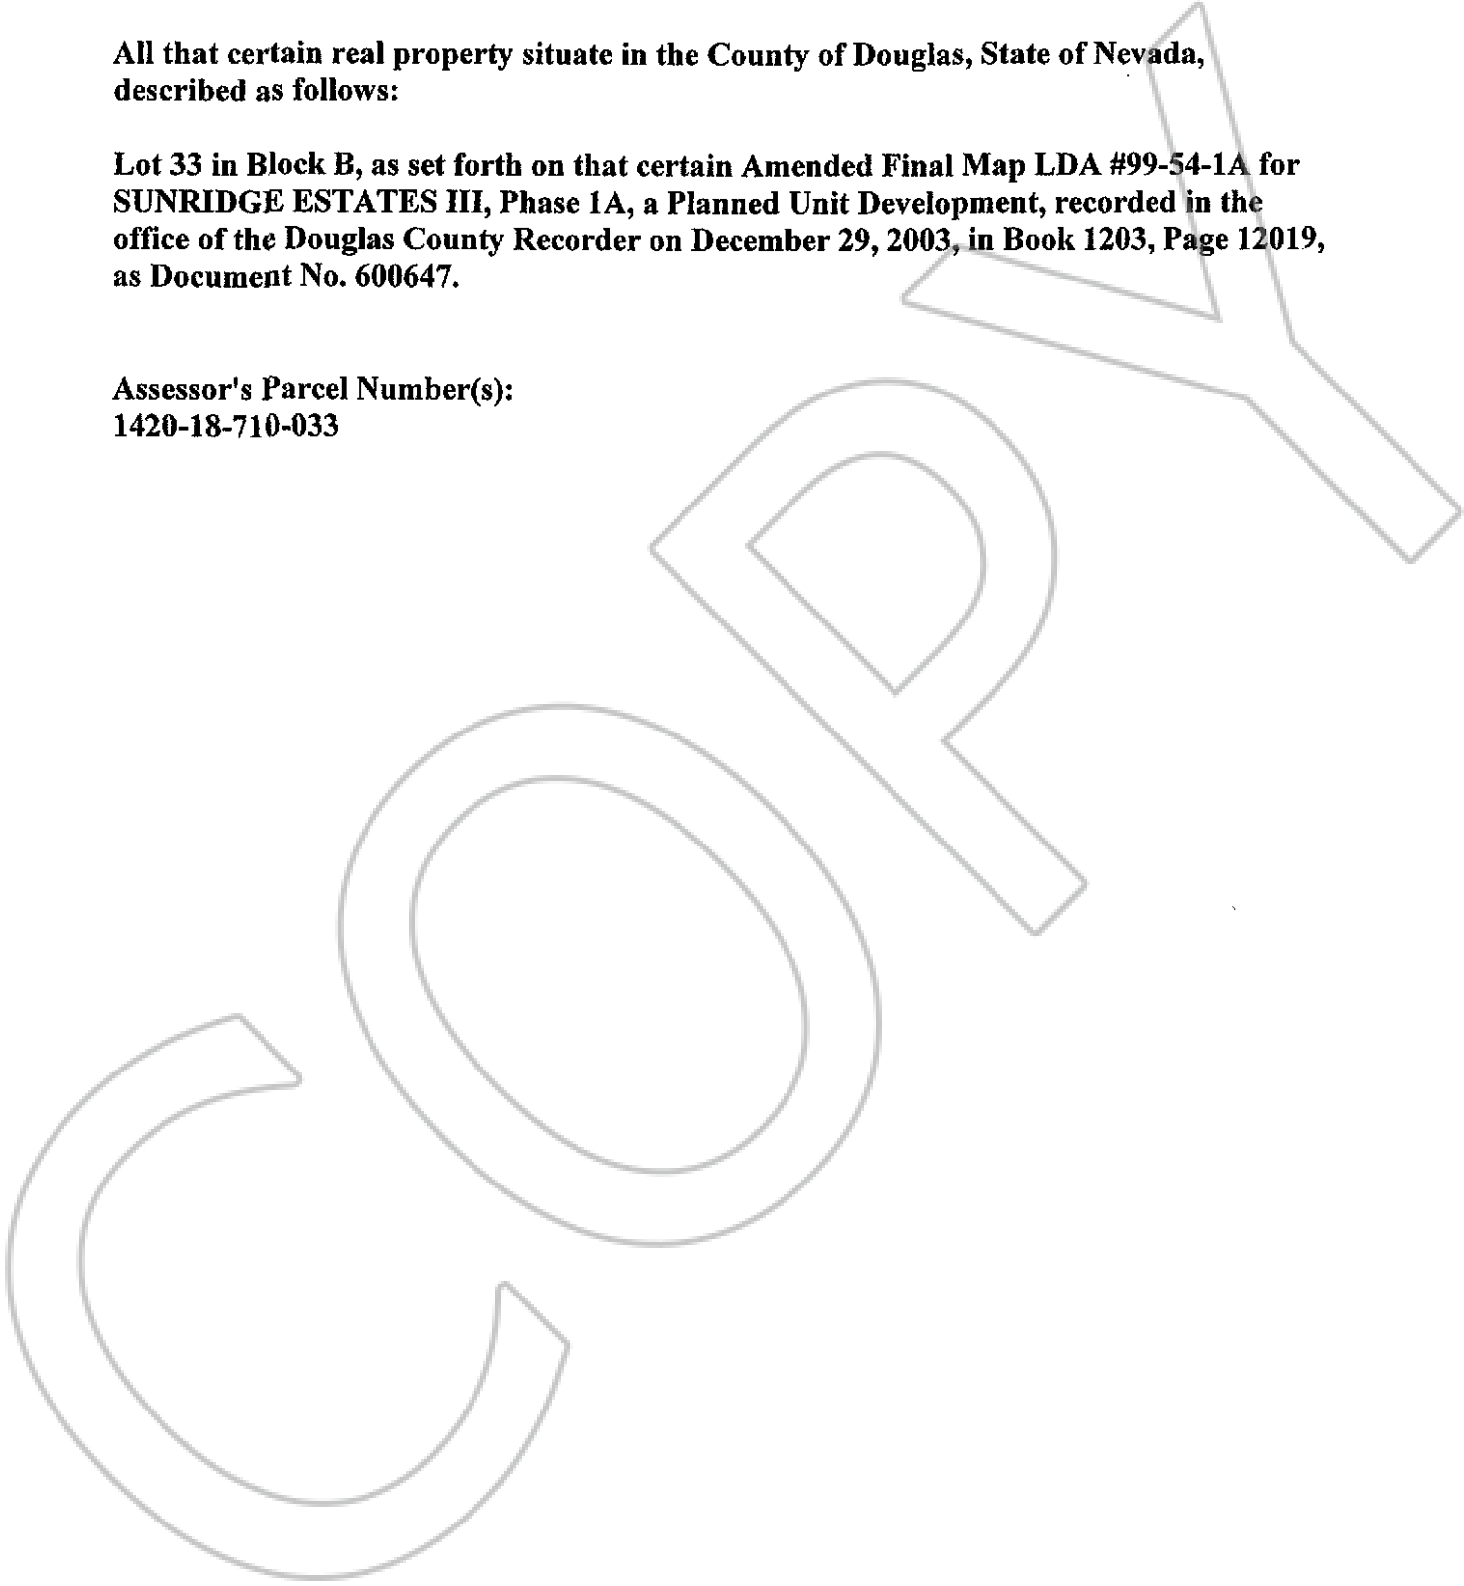 All that certain real property situate in the County of Douglas, State of Nevada,
described as follows:
Lot 33 in Block B, as set forth on that certain Amended Final Map LDA #99-54-1A for
SUNRIDGE ESTATES III, Phase 1A, a Planned Unit Development, recorded in the
office of the Douglas County Recorder on December 29, 2003, in Book 1203, Page 12019,
as Document No. 600647.
Assessor's Parcel Number(s):
1420-18-710-033
COPY